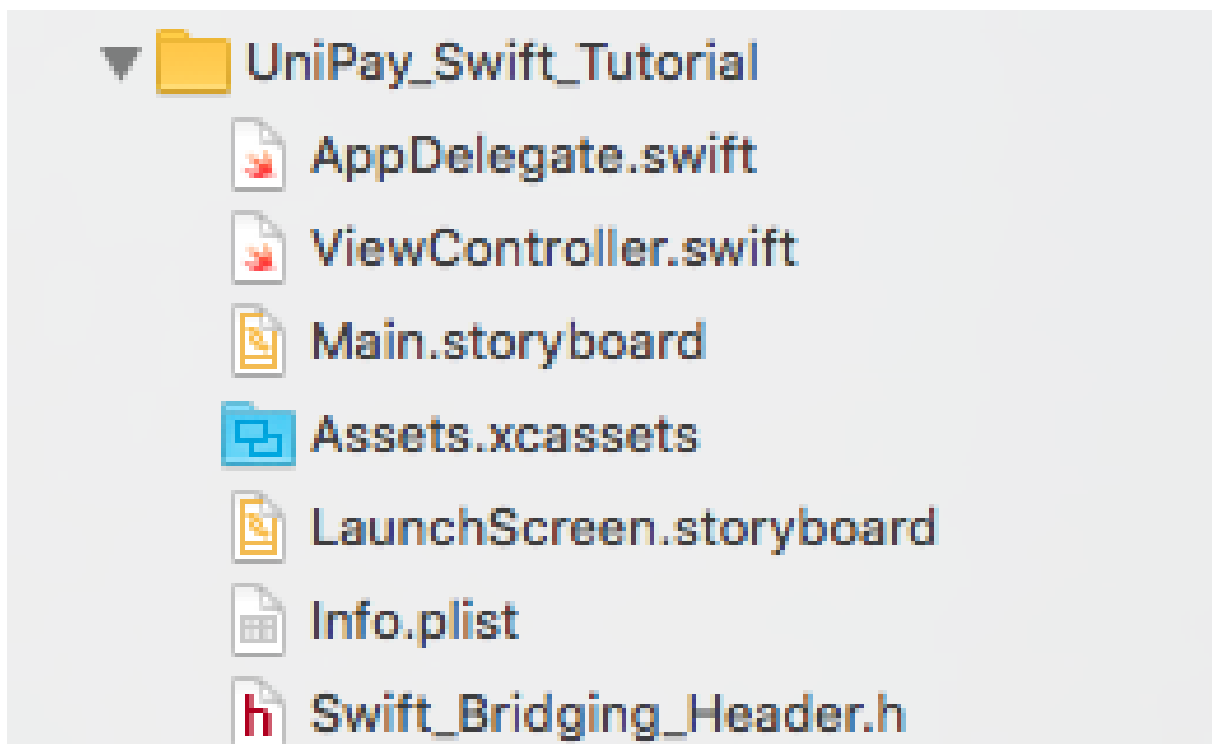 UniPay_Swift_Tutorial
AppDelegate.swift
ViewController.swift
Main.storyboard
Assets.xcassets
LaunchScreen.storyboard
Info.plist
h Swift_Bridging_Header.h